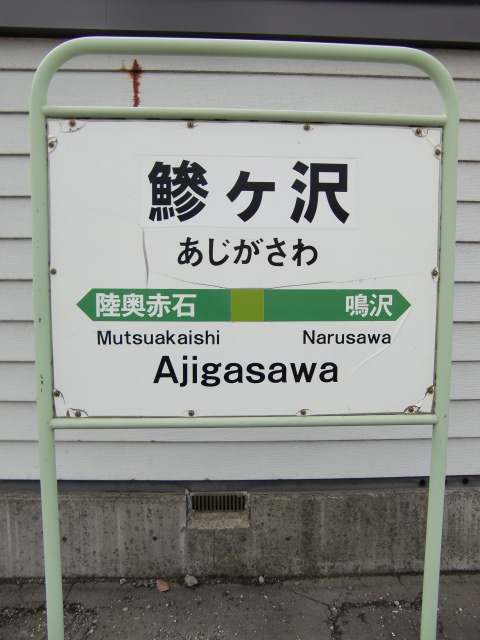 鰺ヶ沢
あじがさわ
陸奥赤石 鳴沢
Mutsuakaishi Narusawa
Ajigasawa